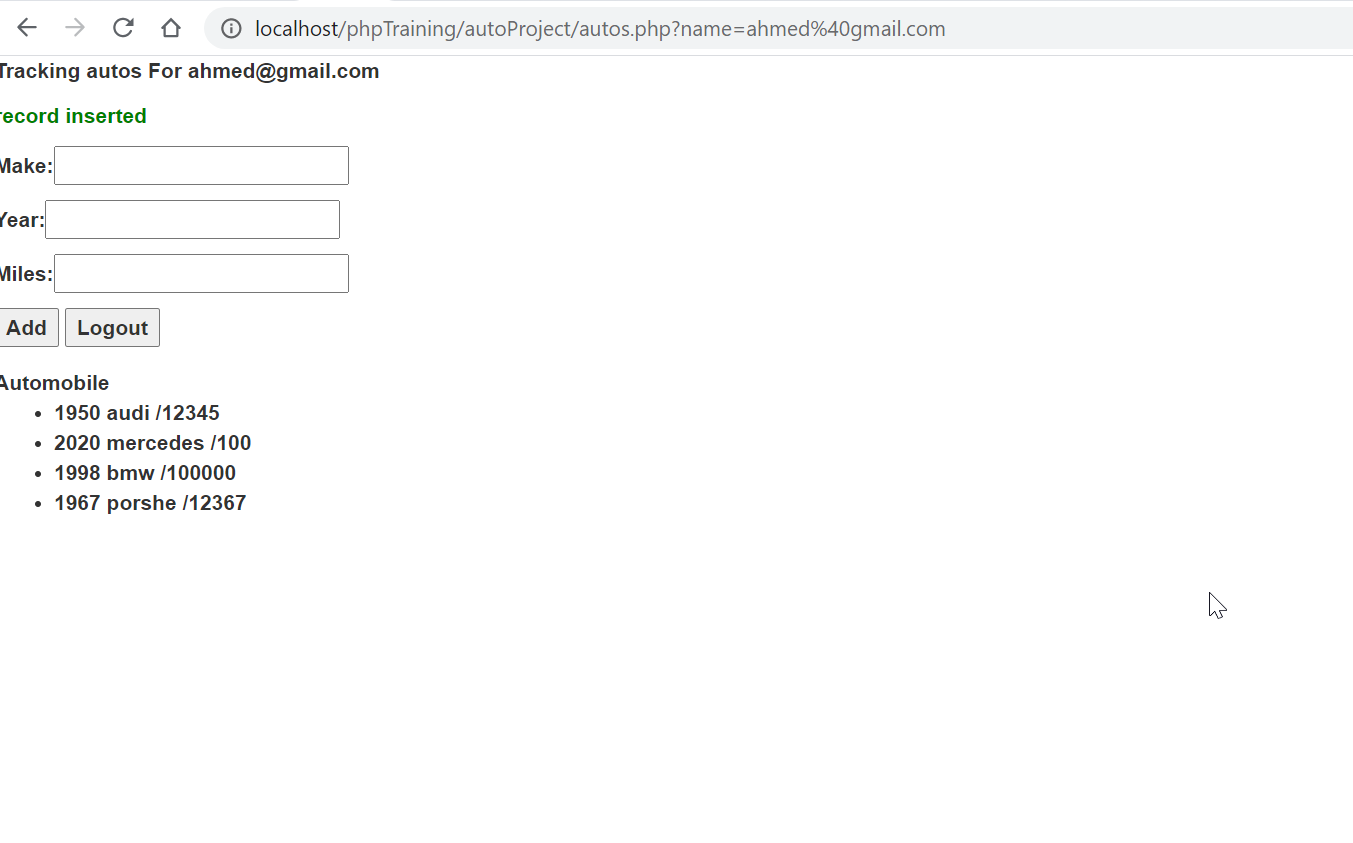 localhost/phpTraining/autoProject/autos.php?name=ahmed%40gmail.com
Tracking autos For ahmed@gmail.com
record inserted
Make:
Year:
Miles:
Add Logout
Automobile
• 1950 audi /12345
• 2020 mercedes /100
• 1998 bmw /100000
• 1967 porshe /12367